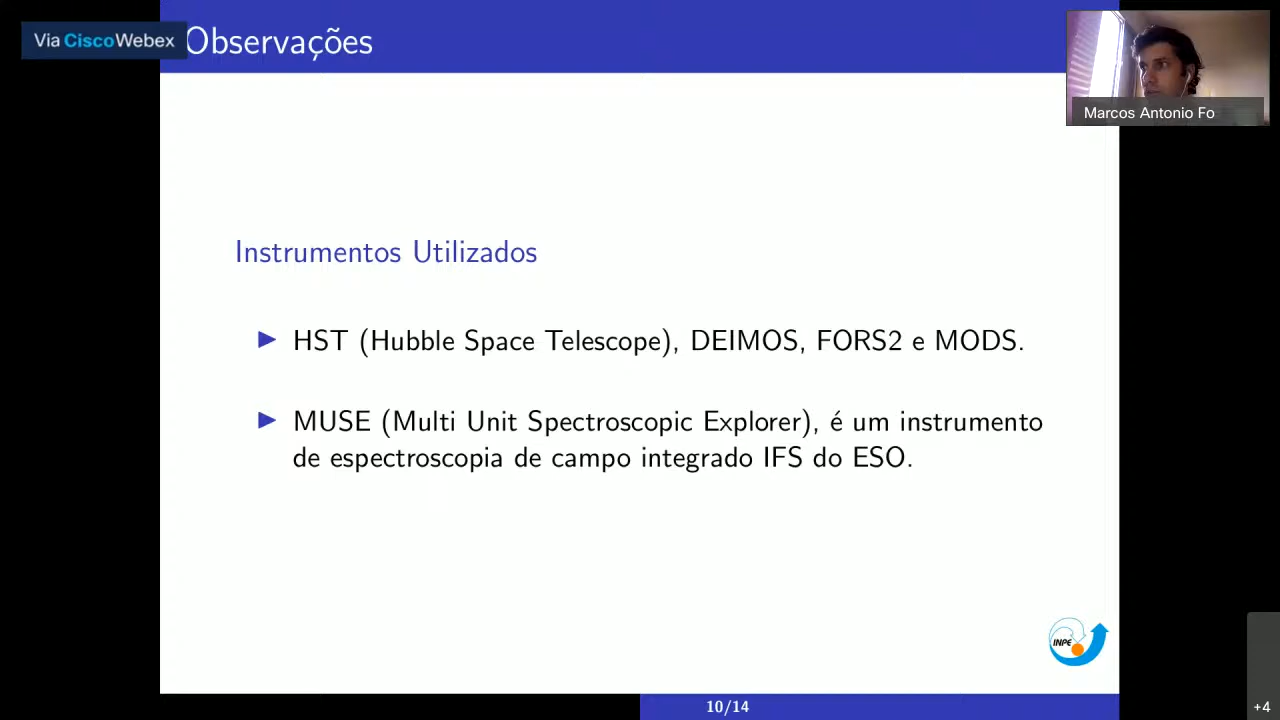 Via CiscoWebex
Observações
Marcos Antonio Fo
Instrumentos Utilizados
HST (Hubble Space Telescope), DEIMOS, FORS2 e MODS.
MUSE (Multi Unit Spectroscopic Explorer), é um instrumento
de espectroscopia de campo integrado IFS do ESO.
INPE
10/14
+4